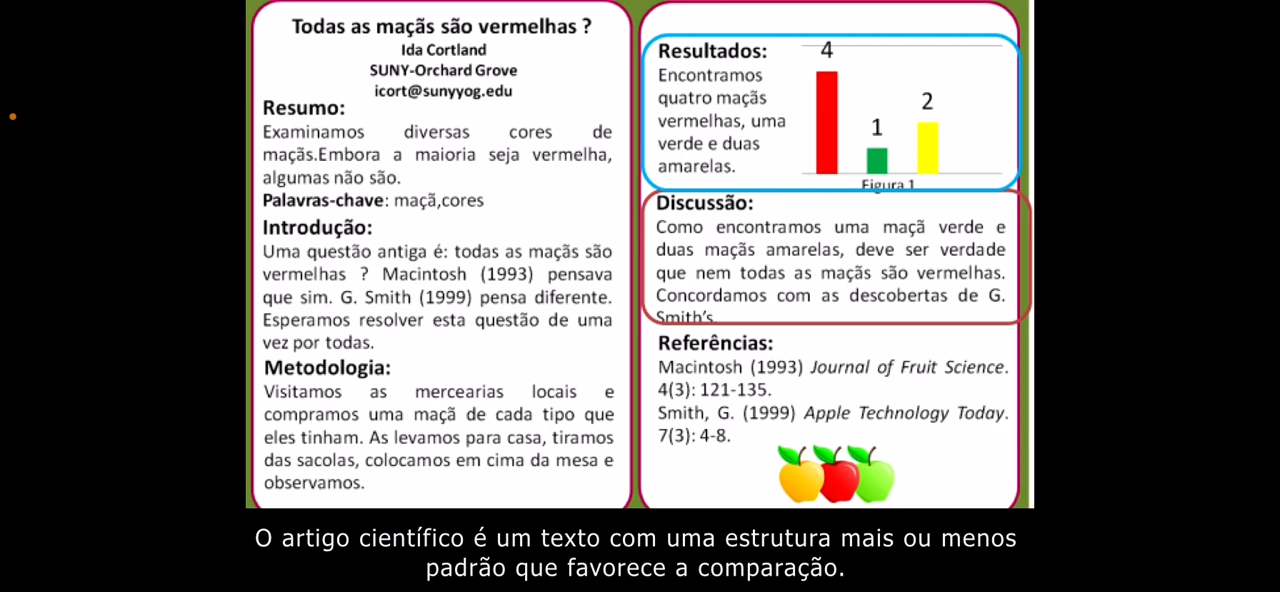 Todas as maçãs são vermelhas ?
Ida Cortland
SUNY-Orchard Grove
icort@sunyyog.edu
Resumo:
Examinamos diversas cores de
maçãs.Embora a maioria seja vermelha,
algumas não são.
Palavras-chave: maçã,cores
Introdução:
Uma questão antiga é: todas as maçãs são
vermelhas ? Macintosh (1993) pensava
que sim. G. Smith (1999) pensa diferente.
Esperamos resolver esta questão de uma
vez por todas.
Metodologia:
Visitamos as mercearias locais e
compramos uma maçã de cada tipo que
eles tinham. As levamos para casa, tiramos
das sacolas, colocamos em cima da mesa e
observamos.
Resultados:
Encontramos
quatro maçãs
vermelhas, uma
verde e duas
amarelas.
4
1
2
Figura 1
Discussão:
Como encontramos uma maçã verde e
duas maçãs amarelas, deve ser verdade
que nem todas as maçãs são vermelhas.
Concordamos com as descobertas de G.
Smith's
Referências:
Macintosh (1993) Journal of Fruit Science.
4(3): 121-135.
Smith, G. (1999) Apple Technology Today.
7(3): 4-8.
O artigo científico é um texto com uma estrutura mais ou menos
padrão que favorece a comparação.